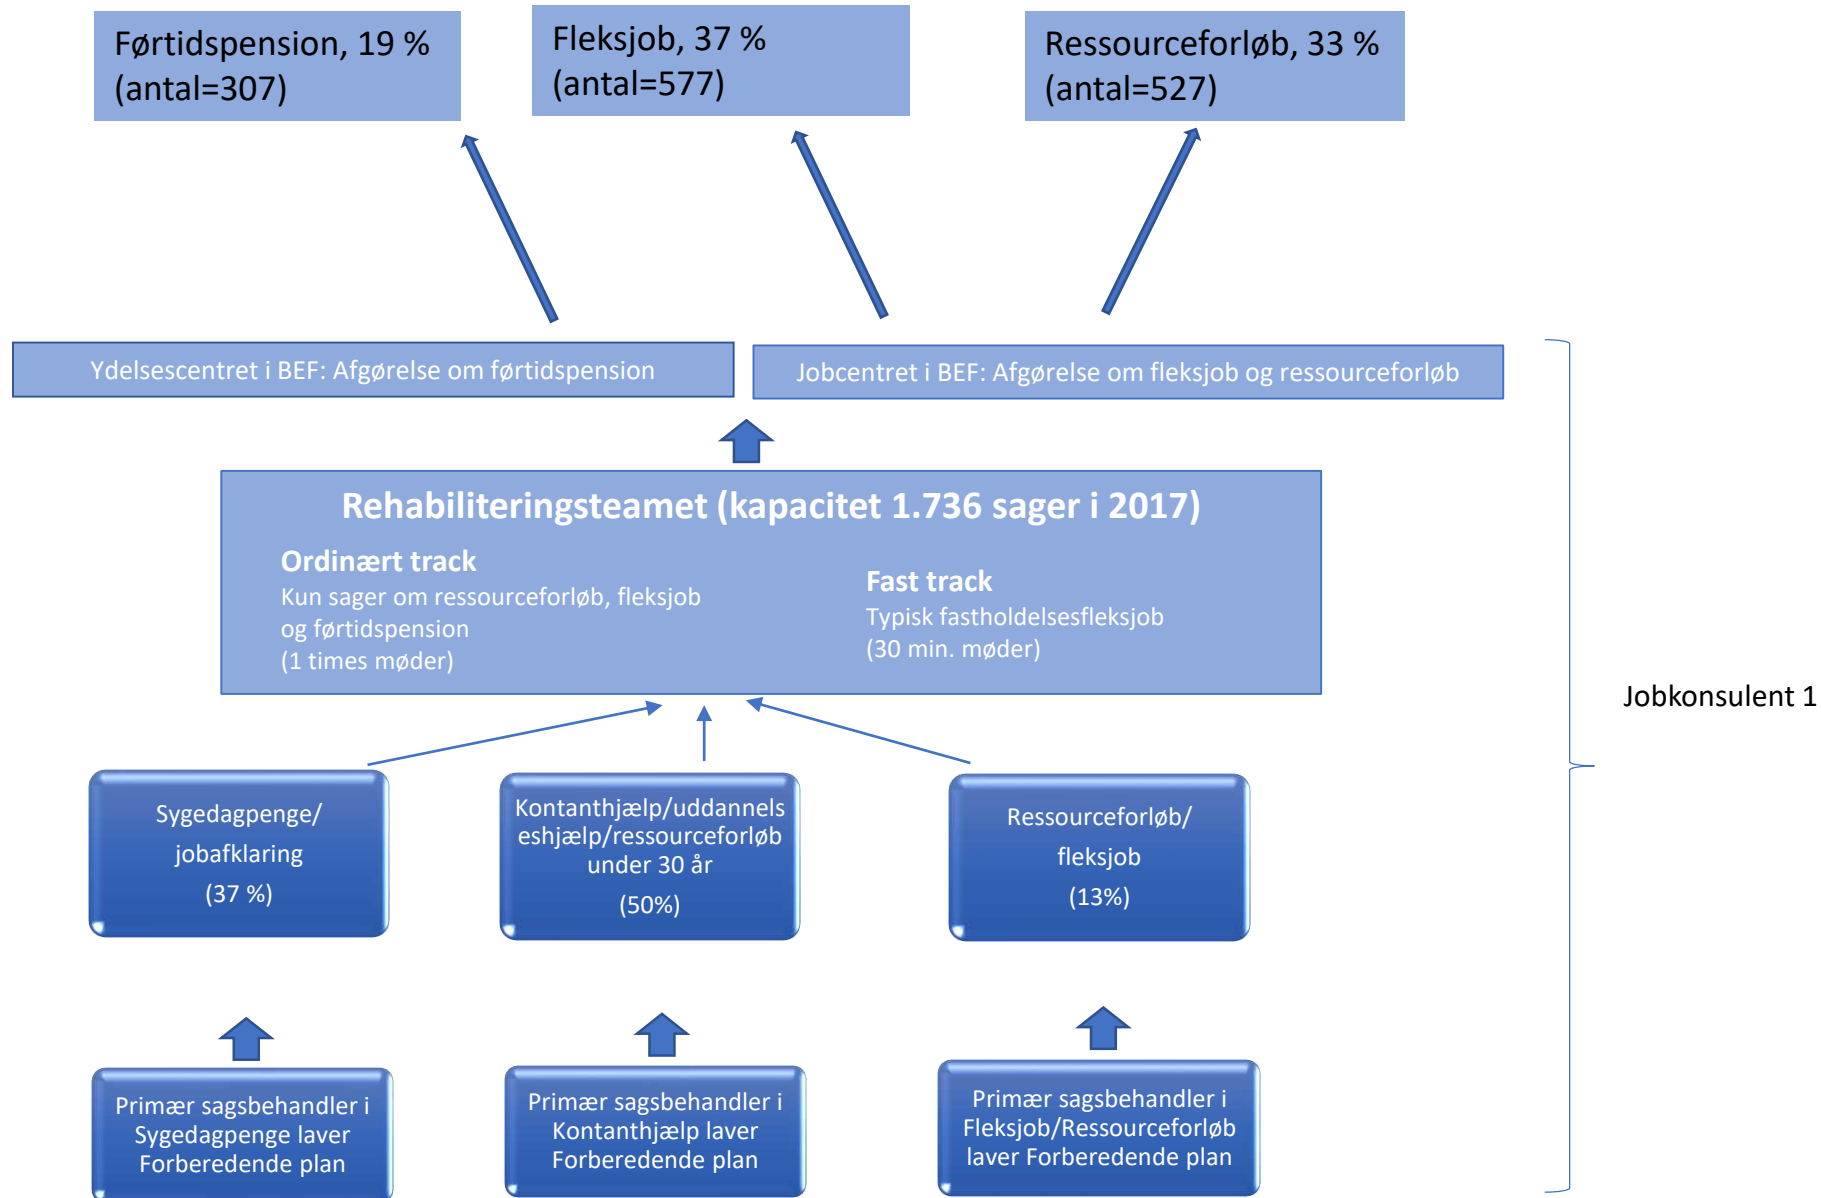 Førtidspension, 19 %
(antal=307)
Fleksjob, 37 %
(antal=577)
Ressourceforløb, 33 %
(antal=527)
Ydelsescentret i BEF: Afgørelse om førtidspension
Jobcentret i BEF: Afgørelse om fleksjob og ressourceforløb
Rehabiliteringsteamet (kapacitet 1.736 sager i 2017)
Ordinært track
Kun sager om ressourceforløb, fleksjob
og førtidspension
(1 times møder)
Fast track
Typisk fastholdelsesfleksjob
(30 min. møder)
Jobkonsulent 1
Sygedagpenge/
jobafklaring
(37 %)
Kontanthjælp/uddannels
eshjælp/ressourceforløb
under 30 år
(50%)
Ressourceforløb/
fleksjob
(13%)
Primær sagsbehandler i
Sygedagpenge laver
Forberedende plan
Primær sagsbehandler i
Kontanthjælp laver
Forberedende plan
Primær sagsbehandler i
Fleksjob/Ressourceforløb
laver Forberedende plan